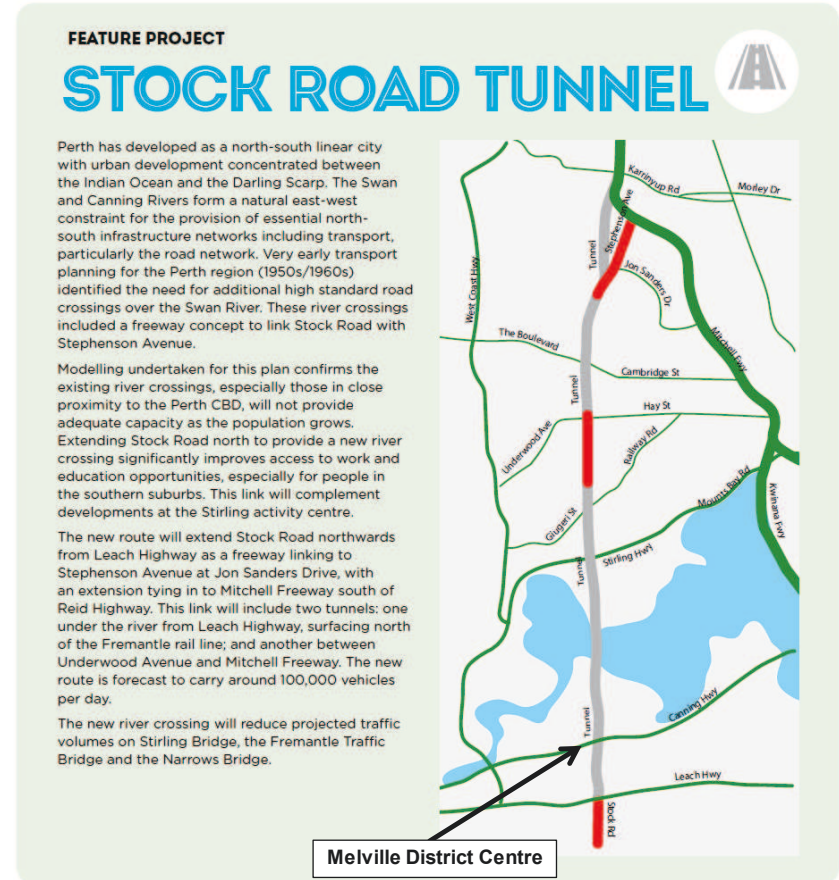 FEATURE PROJECT
STOCK ROAD TUNNEL
Perth has developed as a north-south linear city
with urban development concentrated between
the Indian Ocean and the Darling Scarp. The Swan
and Canning Rivers form a natural east-west
constraint for the provision of essential north-
south infrastructure networks including transport,
particularly the road network. Very early transport
planning for the Perth region (1950s/1960s)
identified the need for additional high standard road
crossings over the Swan River. These river crossings
included a freeway concept to link Stock Road with
Stephenson Avenue.
Modelling undertaken for this plan confirms the
existing river crossings, especially those in close
proximity to the Perth CBD, will not provide
adequate capacity as the population grows.
Extending Stock Road north to provide a new river
crossing significantly improves access to work and
education opportunities, especially for people in
the southern suburbs. This link will complement
developments at the Stirling activity centre.
The new route will extend Stock Road northwards
from Leach Highway as a freeway linking to
Stephenson Avenue at Jon Sanders Drive, with
an extension tying in to Mitchell Freeway south of
Reid Highway. This link will include two tunnels: one
under the river from Leach Highway, surfacing north
of the Fremantle rail line; and another between
Underwood Avenue and Mitchell Freeway. The new
route is forecast to carry around 100,000 vehicles
per day.
The new river crossing will reduce projected traffic
volumes on Stirling Bridge, the Fremantle Traffic
Bridge and the Narrows Bridge.
Karrinyup Rd
Morley Dr
Stephenson Ave
Tunnel
Jon Sanders Dr
West Coast Hwy
Mitchell Fwy
The Boulevard
Cambridge St
Tunnel
Hay St
Underwood Ave
Railway Rd
Mounts Bay Rd
Kwinana Fwy
Giugeri St
Stirling Hwy
Tunnel
Canning Hwy
Tunnel
Leach Hwy
Stock Rd
Melville District Centre